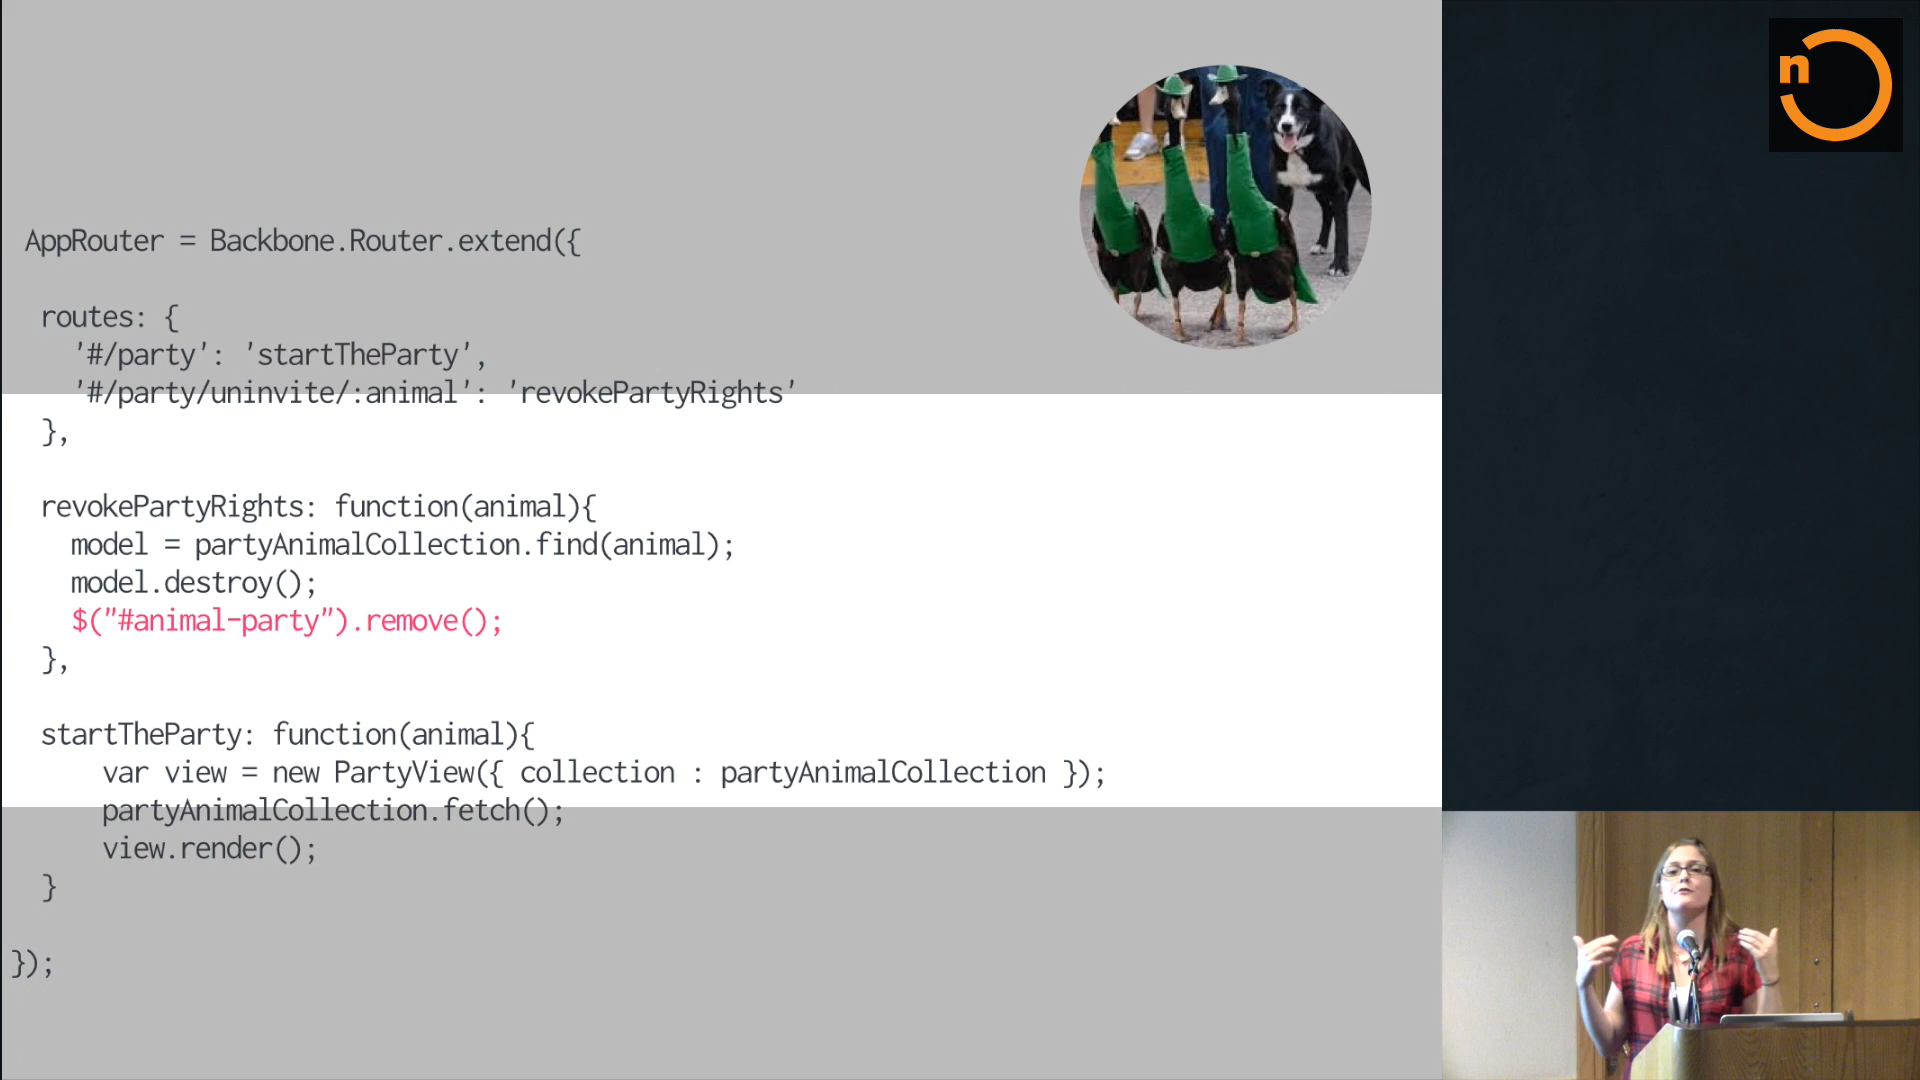 n
AppRouter = Backbone.Router.extend({
routes: {
'#/party': 'startTheParty',
'#/party/uninvite/:animal': 'revokePartyRights'
},
revokePartyRights: function(animal){
model = partyAnimalCollection.find(animal);
model.destroy();
$("#animal-party").remove();
},
startTheParty: function(animal){
var view = new PartyView({ collection : partyAnimalCollection });
partyAnimalCollection.fetch();
view.render();
}
});